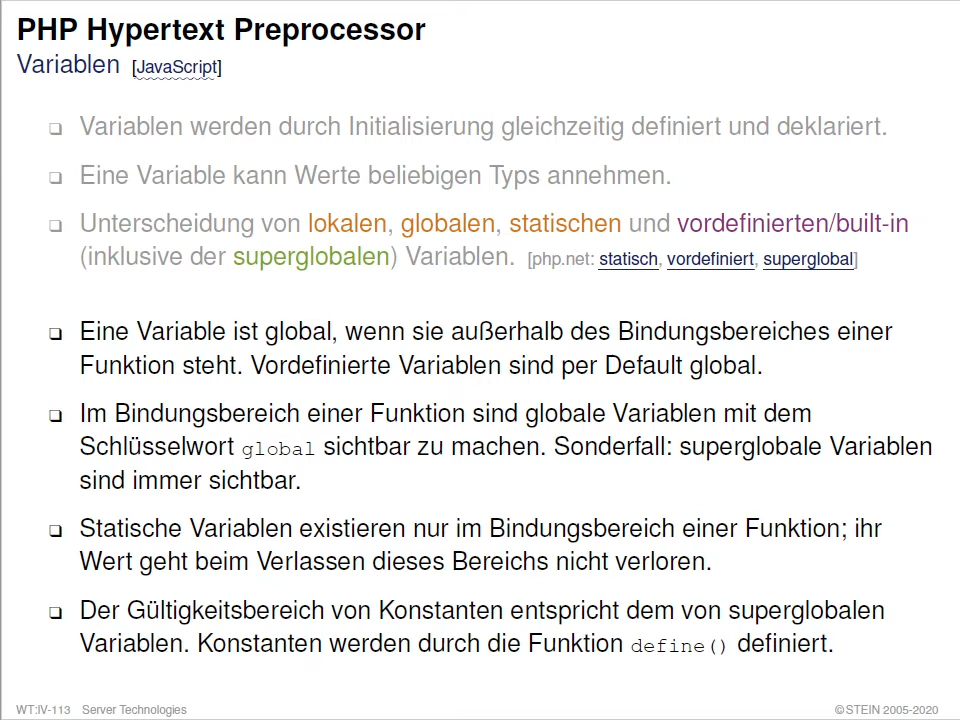 PHP Hypertext Preprocessor
Variablen [JavaScript]
❑ Variablen werden durch Initialisierung gleichzeitig definiert und deklariert.
❑ Eine Variable kann Werte beliebigen Typs annehmen.
❑ Unterscheidung von lokalen, globalen, statischen und vordefinierten/built-in
(inklusive der superglobalen) Variablen. [php.net: statisch, vordefiniert, superglobal]
❑ Eine Variable ist global, wenn sie außerhalb des Bindungsbereiches einer
Funktion steht. Vordefinierte Variablen sind per Default global.
❑ Im Bindungsbereich einer Funktion sind globale Variablen mit dem
Schlüsselwort global sichtbar zu machen. Sonderfall: superglobale Variablen
sind immer sichtbar.
❑ Statische Variablen existieren nur im Bindungsbereich einer Funktion; ihr
Wert geht beim Verlassen dieses Bereichs nicht verloren.
❑ Der Gültigkeitsbereich von Konstanten entspricht dem von superglobalen
Variablen. Konstanten werden durch die Funktion define() definiert.
WT:IV-113 Server Technologies ©STEIN 2005-2020